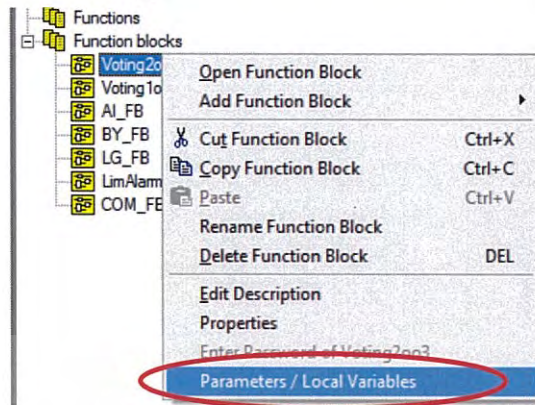 Functions
Function blocks
Voting2o
Voting1o
AI_FB
BY_FB
LG_FB
LimAlarm
COM_FB
Open Function Block
Add Function Block
Cut Function Block Ctrl+X
Copy Function Block Ctrl+C
Paste Ctrl+V
Rename Function Block
Delete Function Block DEL
Edit Description
Properties
Enter Password of Voting2oo3
Parameters / Local Variables